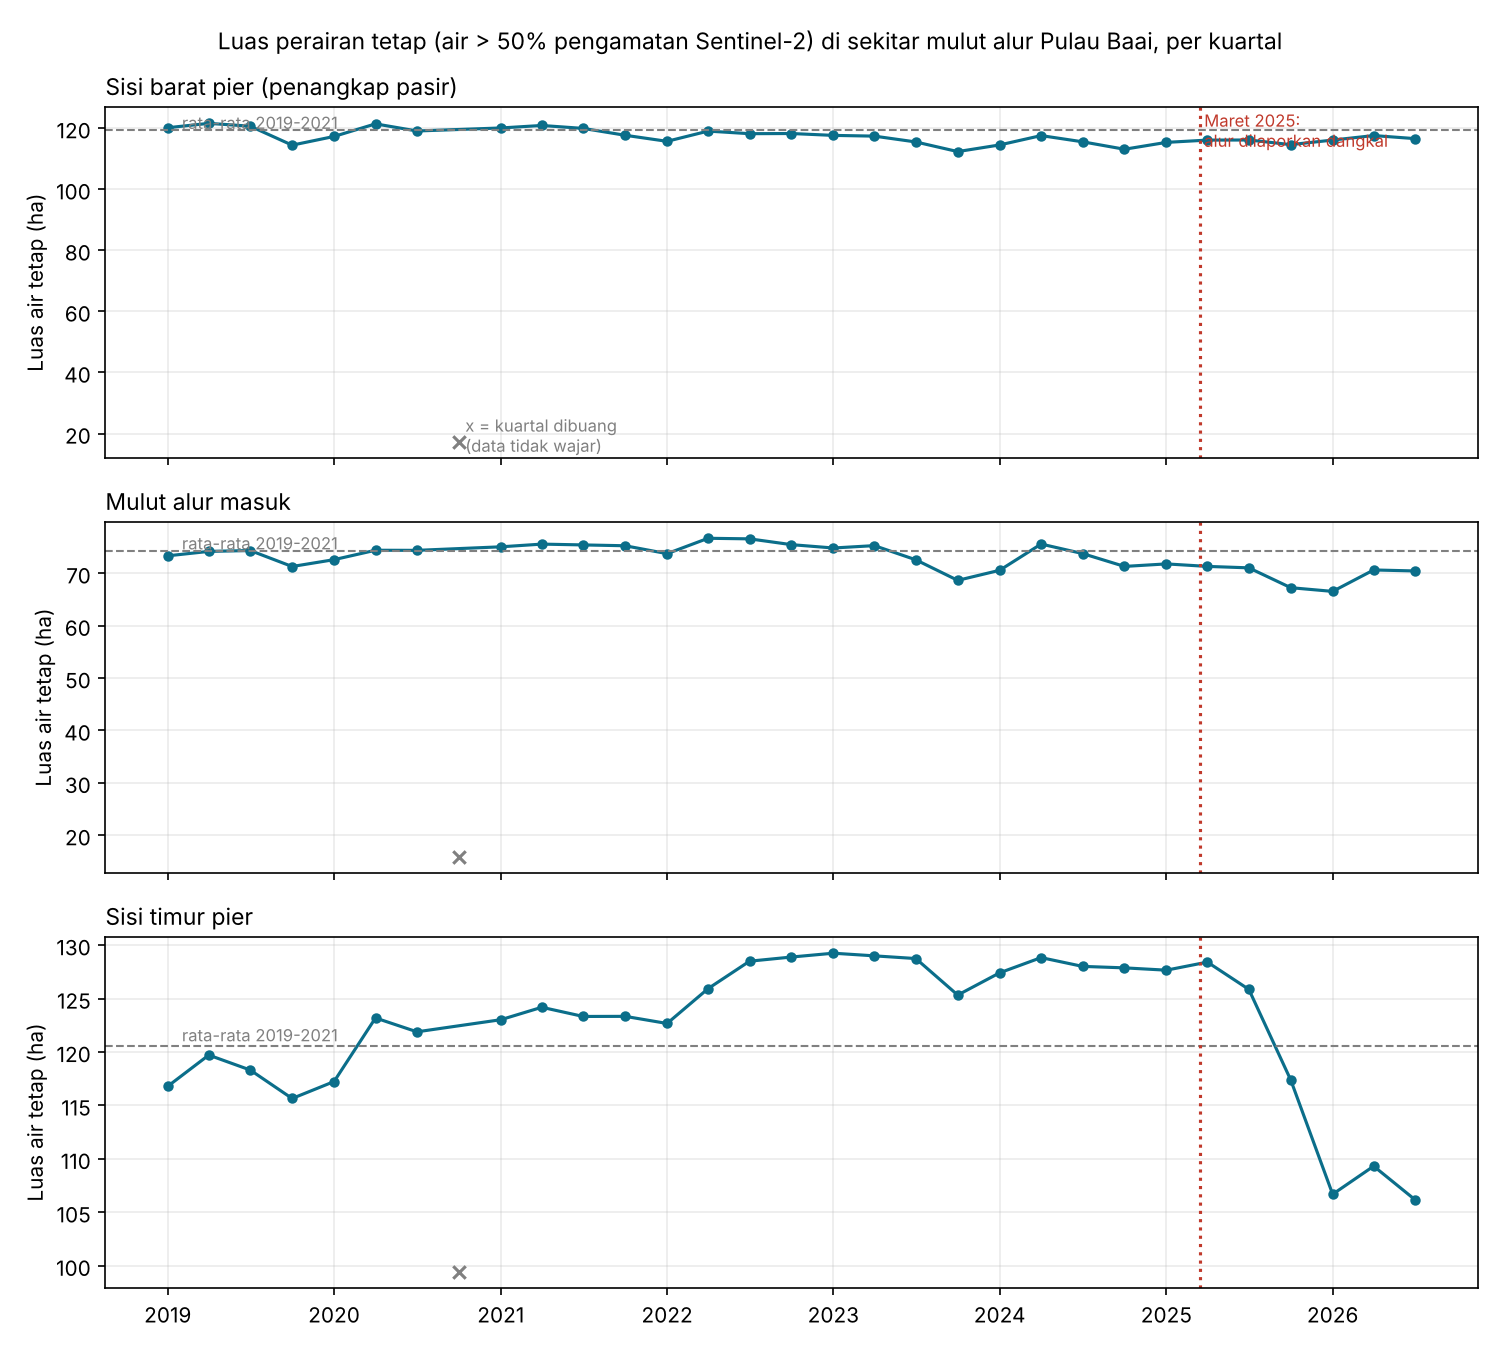 Luas perairan tetap (air > 50% pengamatan Sentinel-2) di sekitar mulut alur Pulau Baai, per kuartal
Sisi barat pier (penangkap pasir)
Luas air tetap (ha)
120
100
80
60
40
20
rata-rata 2019-2021
Maret 2025:
alur dilaporkan dangkal
x = kuartal dibuang
(data tidak wajar)
Mulut alur masuk
Luas air tetap (ha)
70
60
50
40
30
20
rata-rata 2019-2021
Sisi timur pier
Luas air tetap (ha)
130
125
120
115
110
105
100
rata-rata 2019-2021
2019 2020 2021 2022 2023 2024 2025 2026